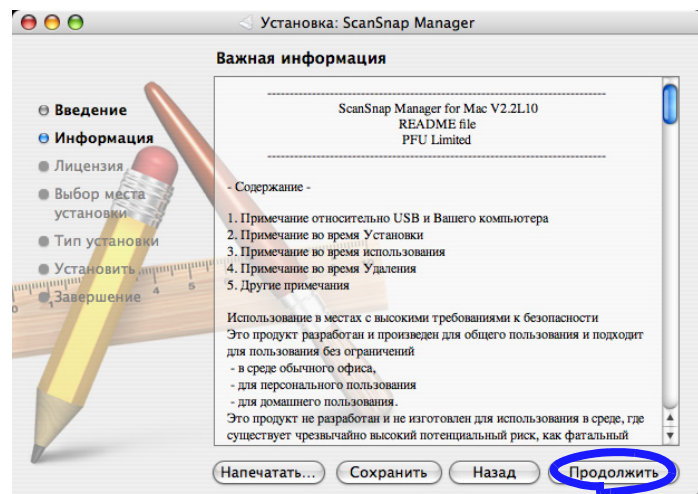 Установка: ScanSnap Manager
Важная информация
Введение
Информация
Лицензия
Выбор места
установки
Тип установки
Установить
Завершение
ScanSnap Manager for Mac V2.2L10
README file
PFU Limited
- Содержание -
1. Примечание относительно USB и Вашего компьютера
2. Примечание во время Установки
3. Примечание во время использования
4. Примечание во время Удаления
5. Другие примечания
Использование в местах с высокими требованиями к безопасности
Это продукт разработан и произведен для общего пользования и подходит
для пользования без ограничений
- в среде обычного офиса,
- для персонального пользования
- для домашнего пользования.
Это продукт не разработан и не изготовлен для использования в среде, где
существует чрезвычайно высокий потенциальный риск, как фатальный
1 4 5
Напечатать... Сохранить Назад Продолжить